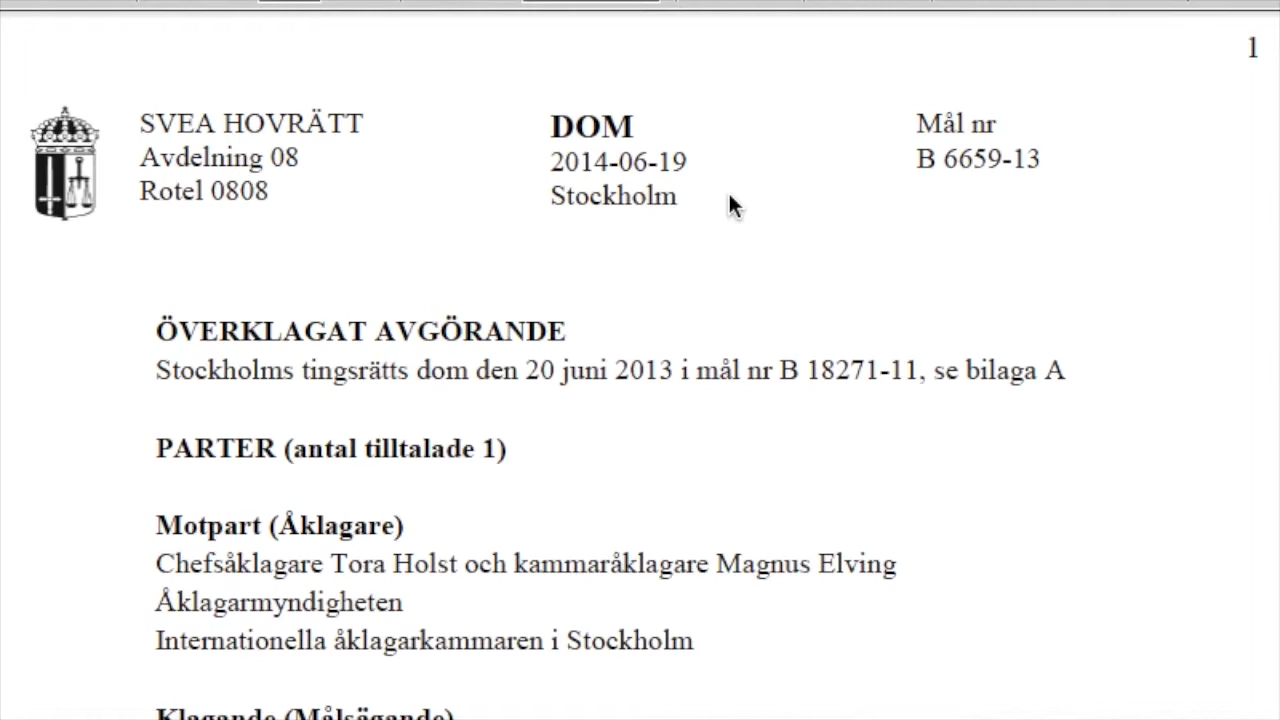 1
SVEA HOVRÄTT
Avdelning 08
Rotel 0808
DOM
2014-06-19
Stockholm
Mål nr
B 6659-13
ÖVERKLAGAT AVGÖRANDE
Stockholms tingsrätts dom den 20 juni 2013 i mål nr B 18271-11, se bilaga A
PARTER (antal tilltalade 1)
Motpart (Åklagare)
Chefsåklagare Tora Holst och kammaråklagare Magnus Elving
Åklagarmyndigheten
Internationella åklagarkammaren i Stockholm
Klagande (Målsägande)